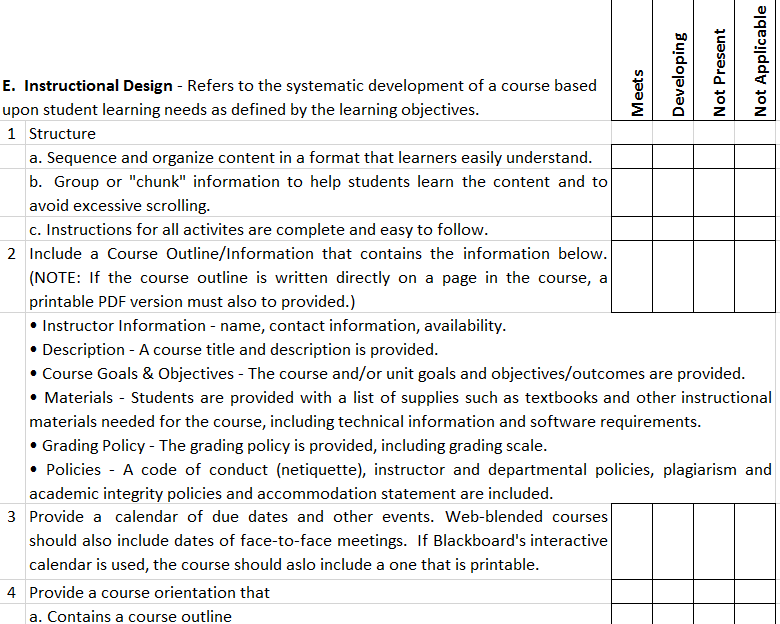 Meets
Developing
Not Present
Not Applicable
E. Instructional Design - Refers to the systematic development of a course based
upon student learning needs as defined by the learning objectives.
1 Structure
a. Sequence and organize content in a format that learners easily understand.
b. Group or "chunk" information to help students learn the content and to
avoid excessive scrolling.
c. Instructions for all activites are complete and easy to follow.
2 Include a Course Outline/Information that contains the information below.
(NOTE: If the course outline is written directly on a page in the course, a
printable PDF version must also to provided.)
• Instructor Information - name, contact information, availability.
• Description - A course title and description is provided.
• Course Goals & Objectives - The course and/or unit goals and objectives/outcomes are provided.
• Materials - Students are provided with a list of supplies such as textbooks and other instructional
materials needed for the course, including technical information and software requirements.
• Grading Policy - The grading policy is provided, including grading scale.
• Policies - A code of conduct (netiquette), instructor and departmental policies, plagiarism and
academic integrity policies and accommodation statement are included.
3 Provide a calendar of due dates and other events. Web-blended courses
should also include dates of face-to-face meetings. If Blackboard's interactive
calendar is used, the course should aslo include a one that is printable.
4 Provide a course orientation that
a. Contains a course outline